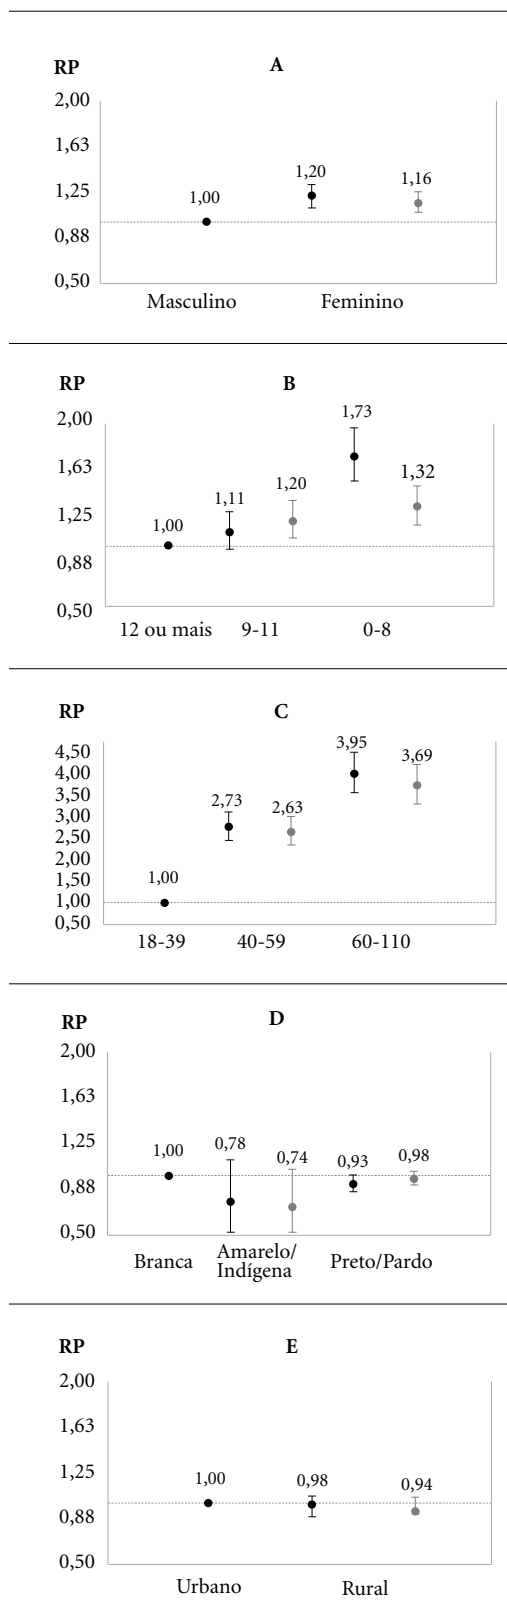 RP A
2,00
1,63
1,25
0,88
0,50
1,00 1,20 1,16
Masculino Feminino
RP B
2,00
1,63
1,25
0,88
0,50
1,00 1,11 1,20 1,73 1,32
12 ou mais 9-11 0-8
RP C
4,50
4,00
3,50
3,00
2,50
2,00
1,50
1,00
0,50
1,00 2,73 2,63 3,95 3,69
18-39 40-59 60-110
RP D
2,00
1,63
1,25
0,88
0,50
1,00 0,78 0,74 0,93 0,98
Branca Amarelo/ Preto/Pardo
Indígena
RP E
2,00
1,63
1,25
0,88
0,50
1,00 0,98 0,94
Urbano Rural